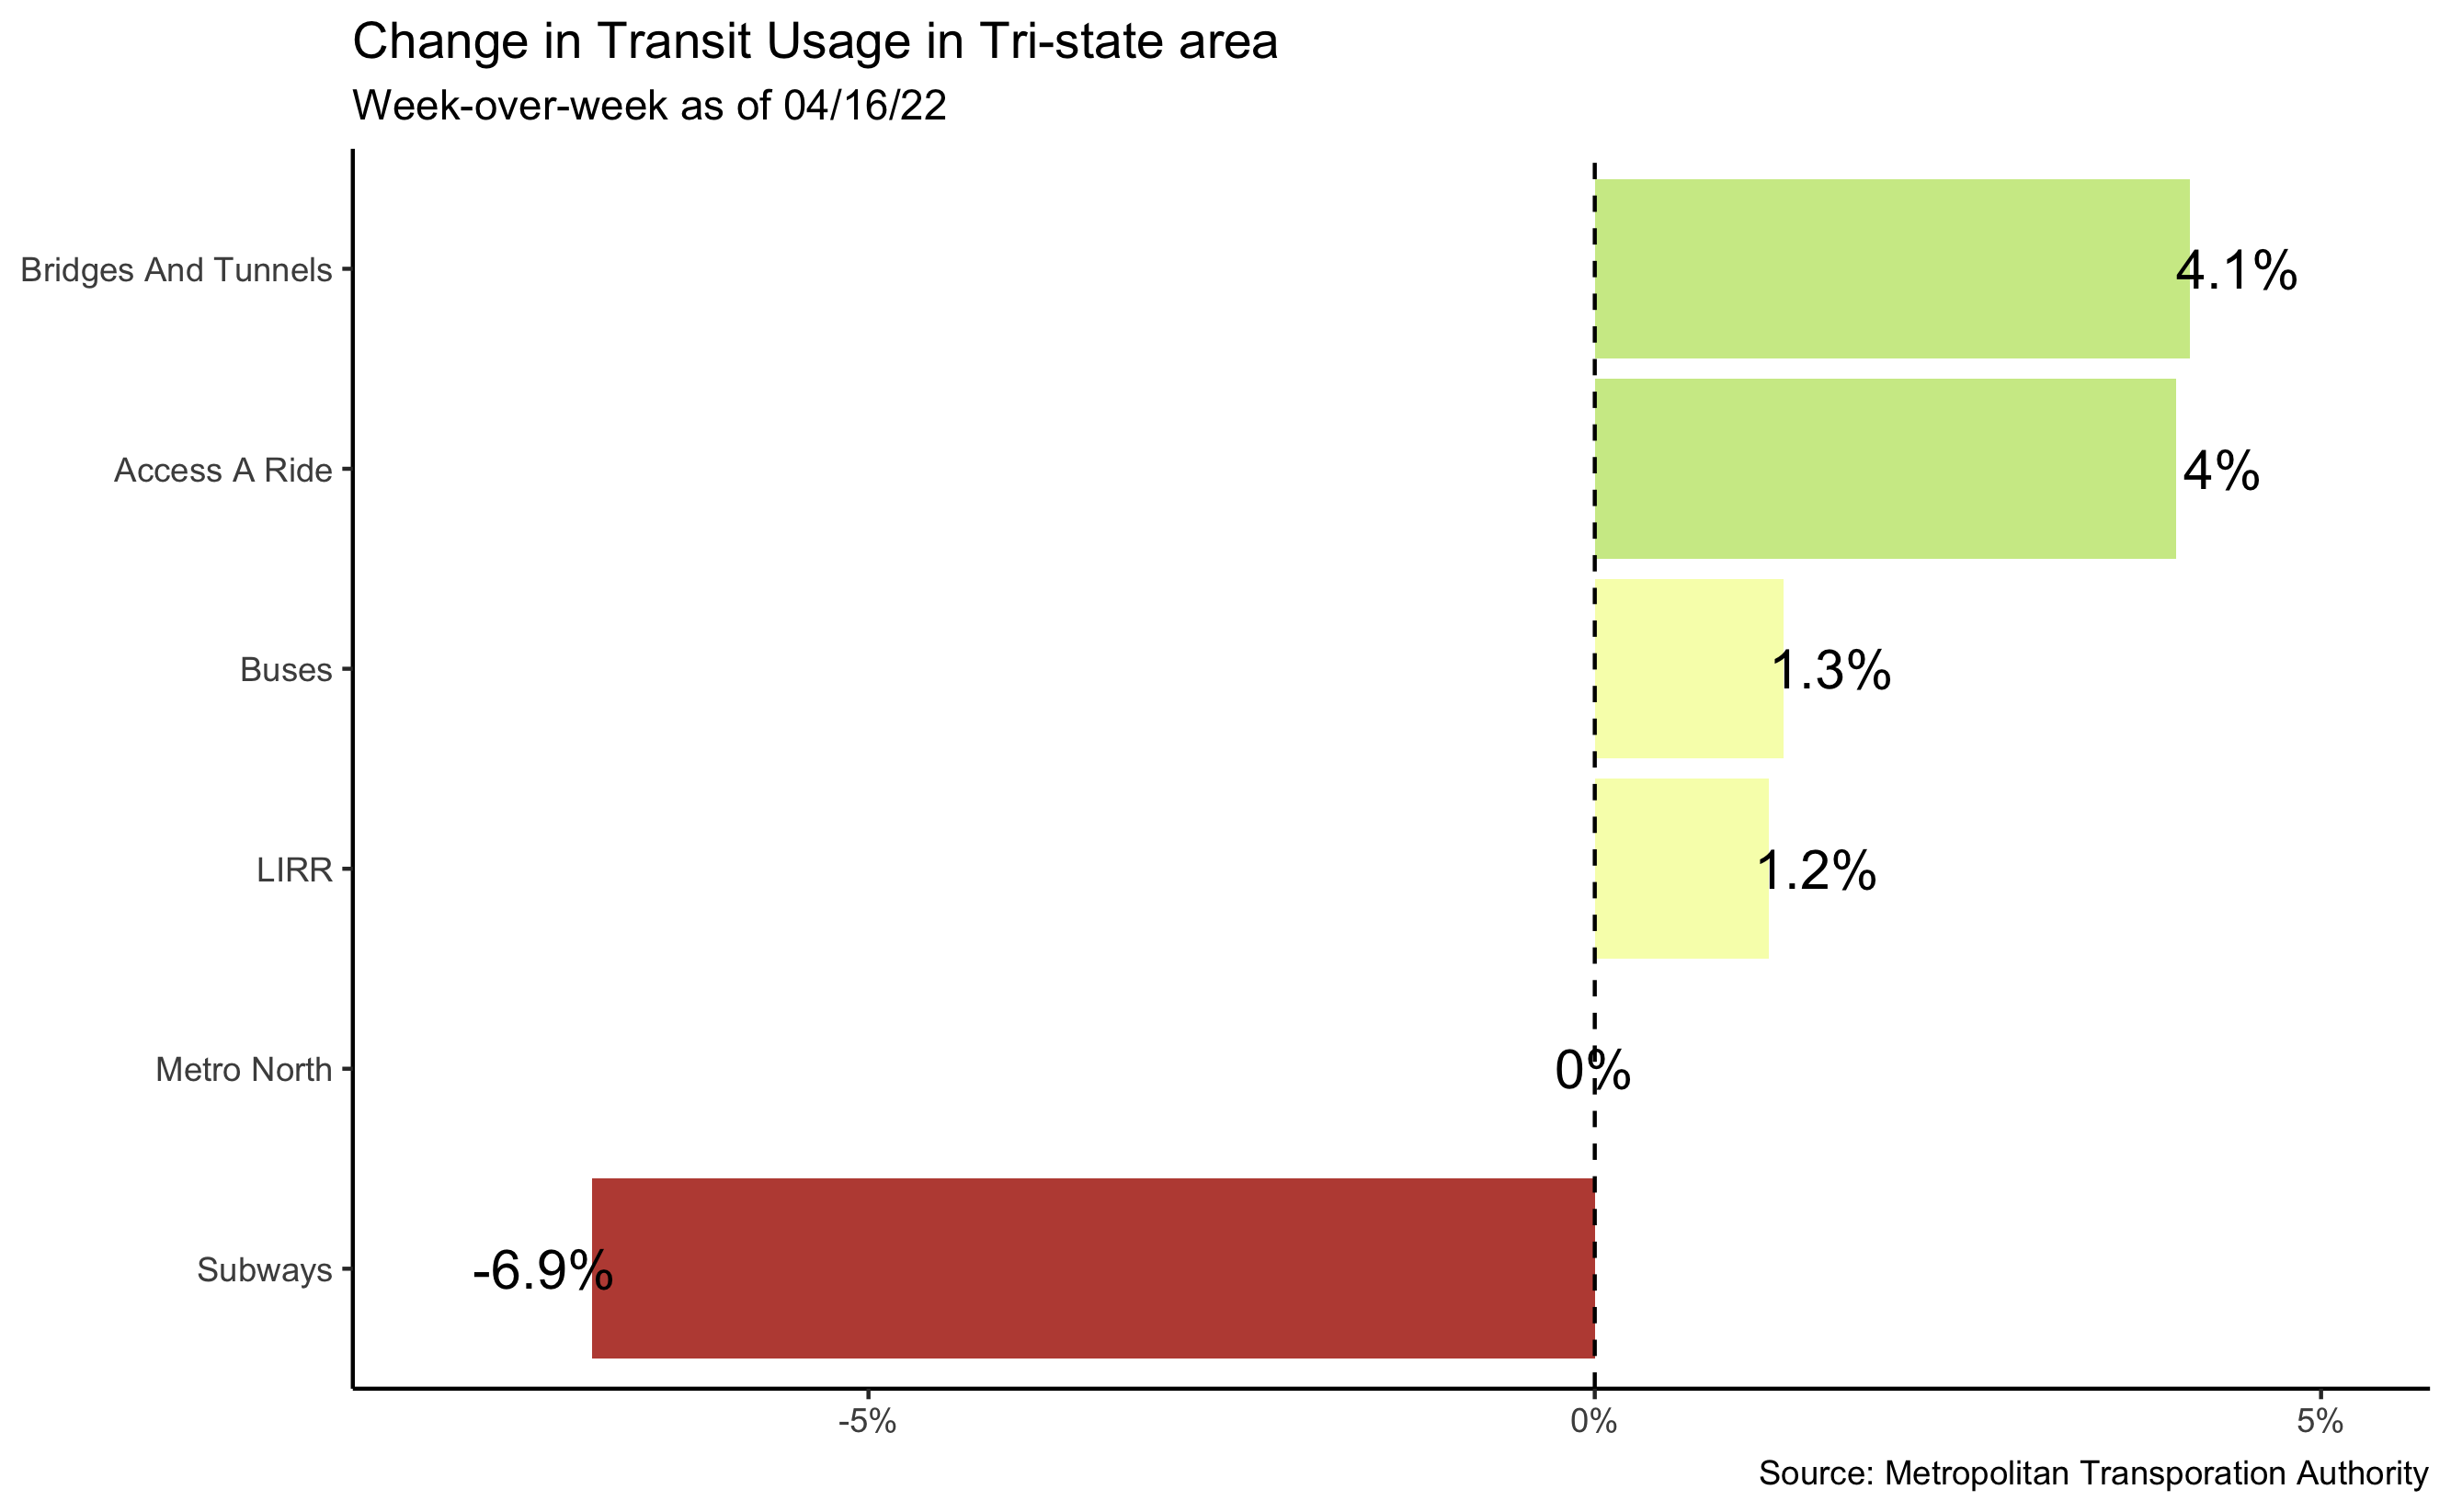 Change in Transit Usage in Tri-state area
Week-over-week as of 04/16/22
Bridges And Tunnels
4.1%
Access A Ride
4%
Buses
1.3%
LIRR
1.2%
Metro North
0%
Subways
-6.9%
-5%
0%
5%
Source: Metropolitan Transporation Authority